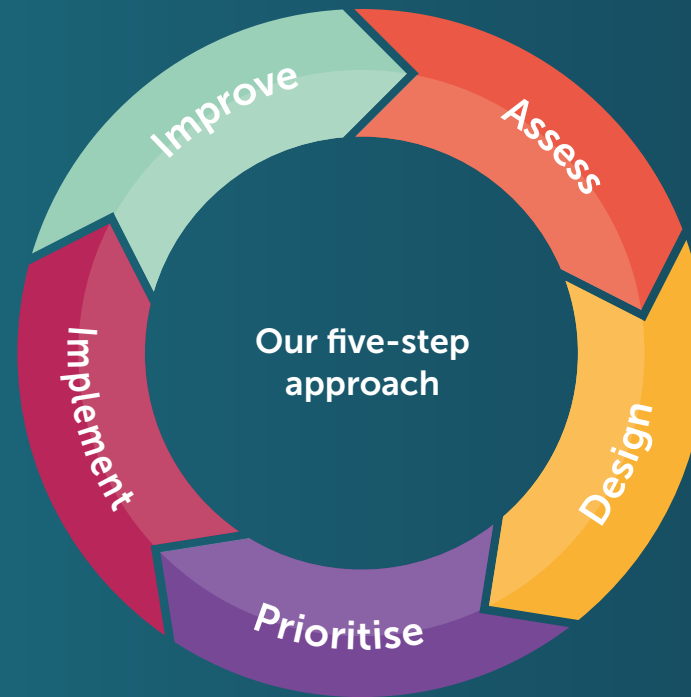 Our five-step
approach
Assess
Design
Prioritise
Implement
Improve